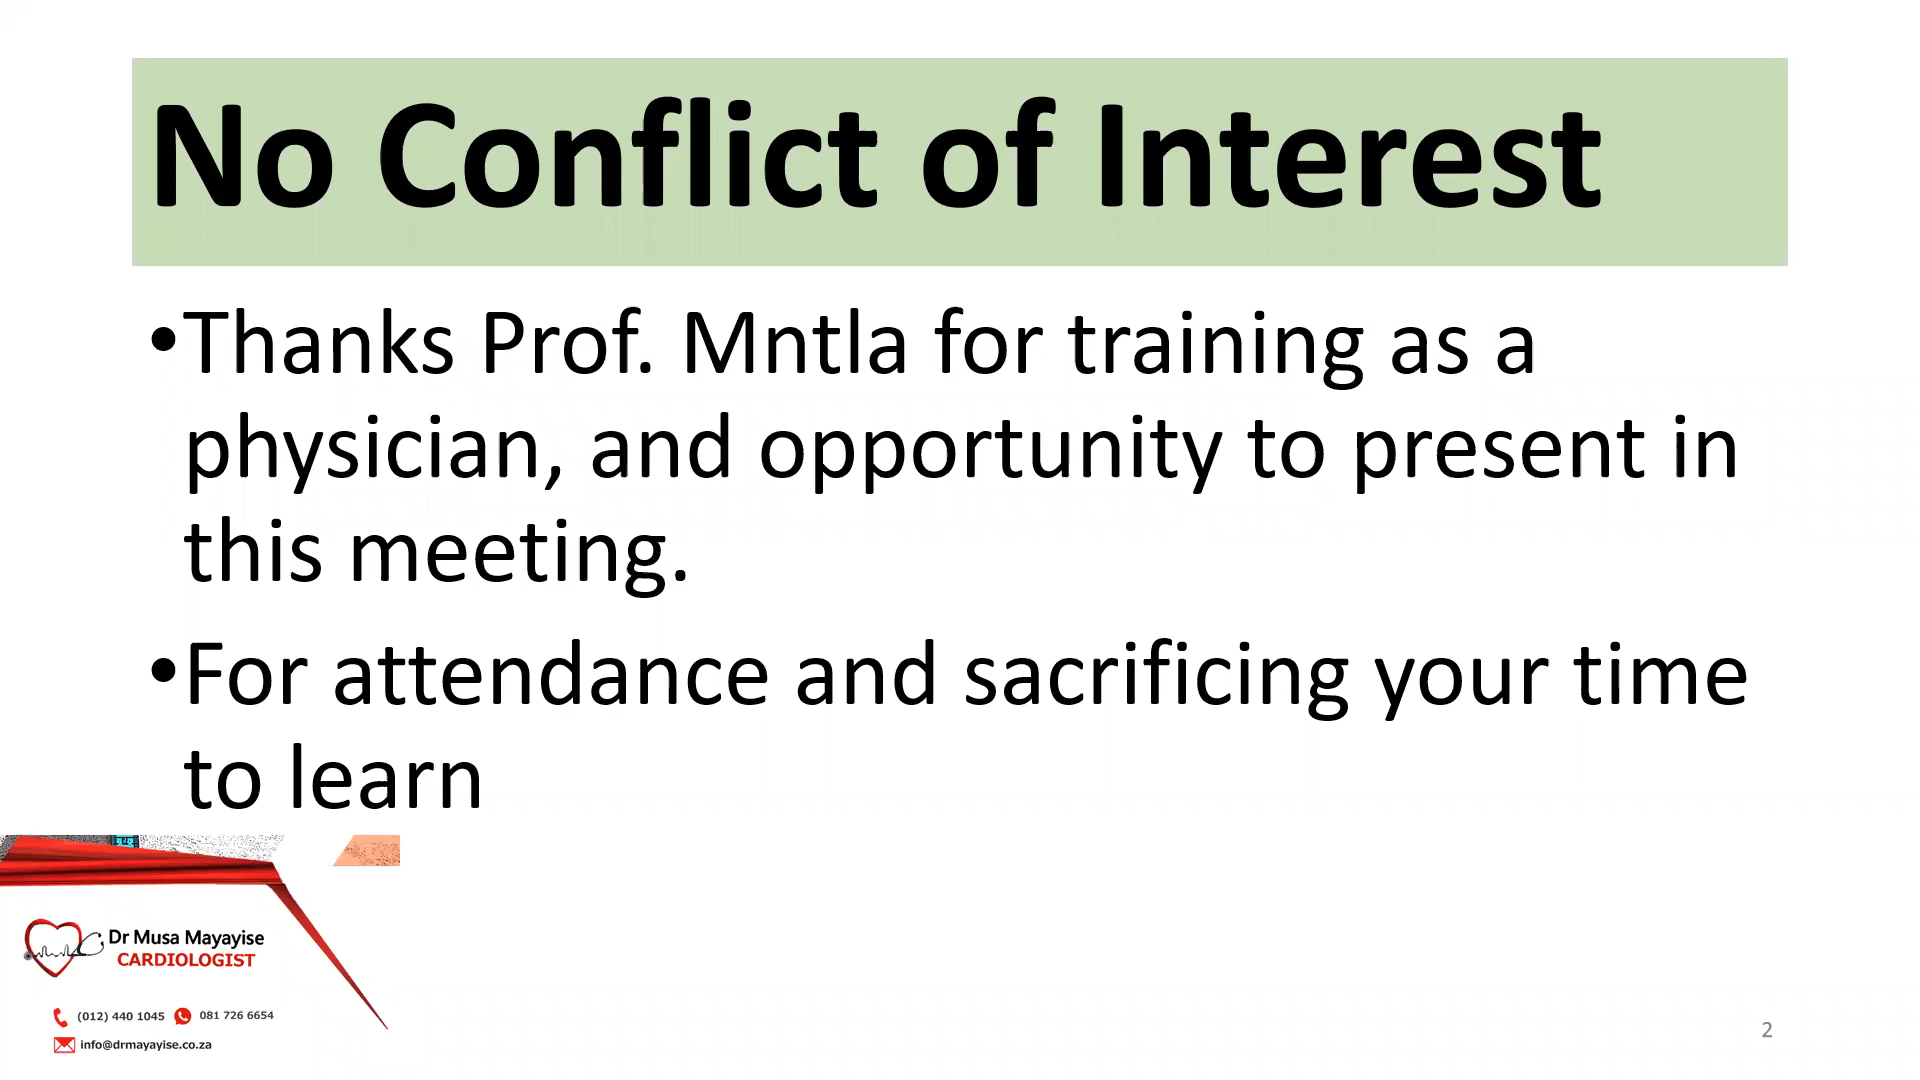 No Conflict of Interest
•Thanks Prof. Mntla for training as a
physician, and opportunity to present in
this meeting.
•For attendance and sacrificing your time
to learn
Dr Musa Mayayise
CARDIOLOGIST
(012) 440 1045 081 726 6654
info@drmayayise.co.za
2